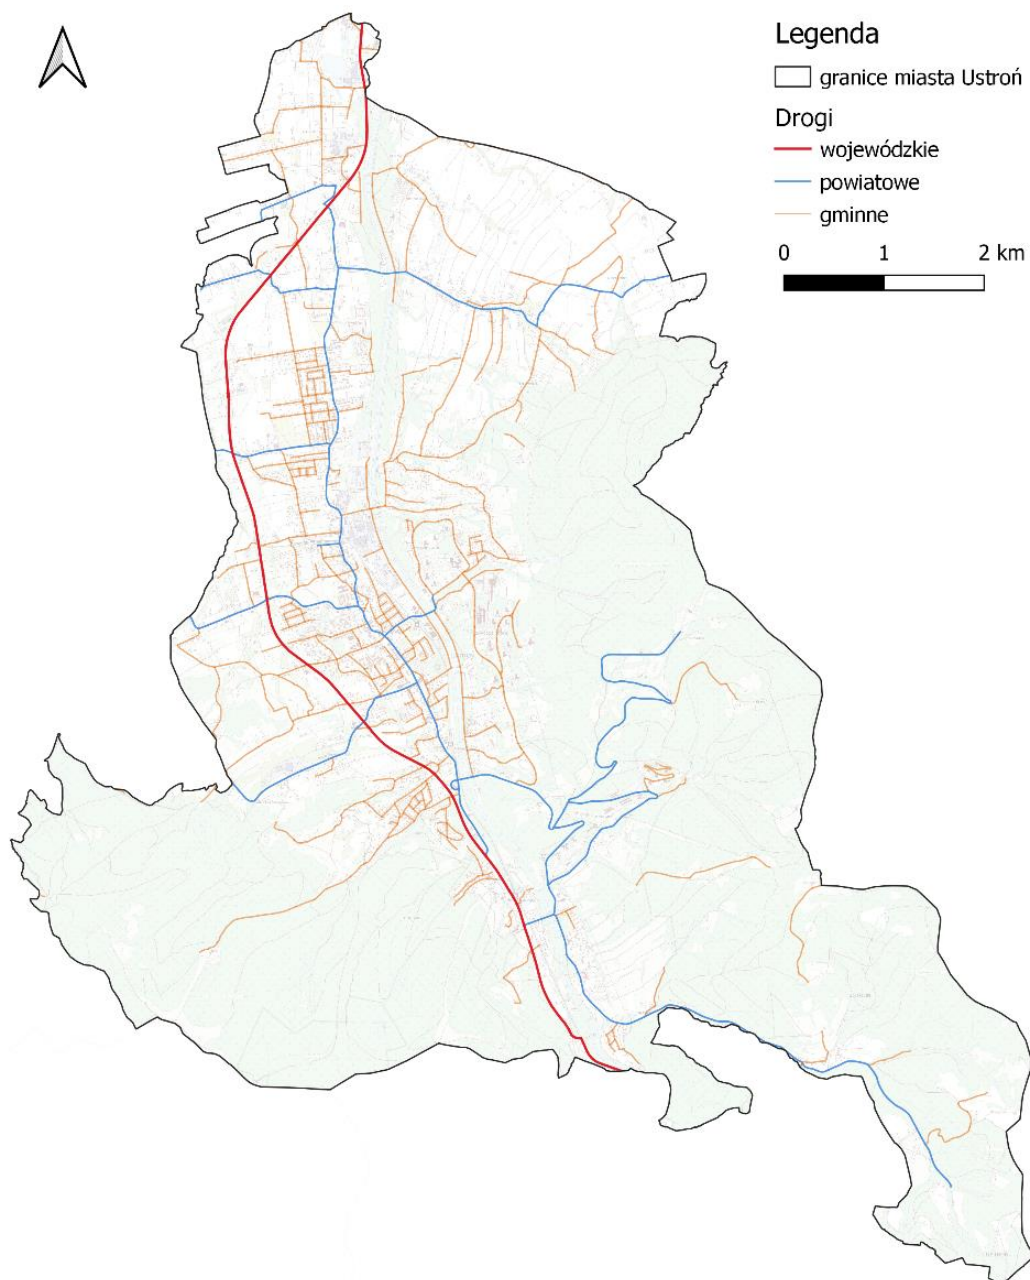 Legenda
granice miasta Ustroń
Drogi
wojewódzkie
powiatowe
gminne
0 1 2 km